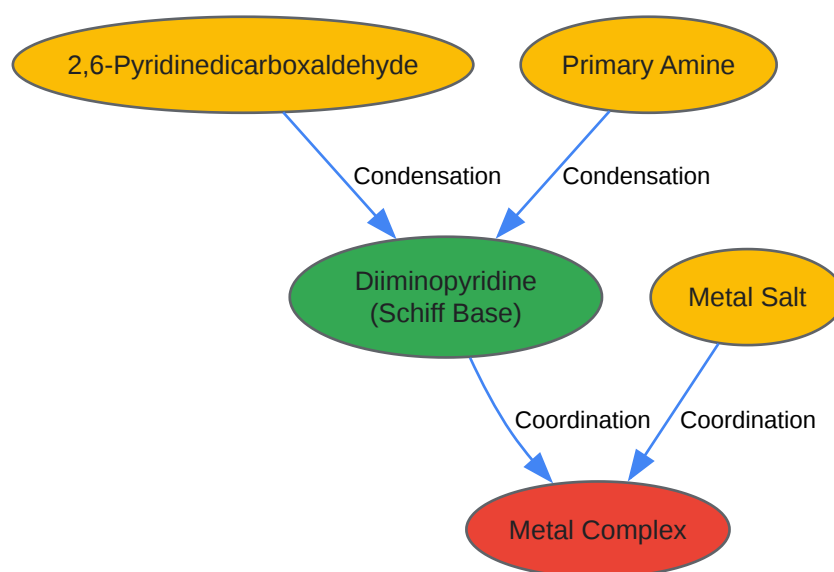 2,6-Pyridinedicarboxaldehyde
Primary Amine
Condensation
Condensation
Diiminopyridine
(Schiff Base)
Metal Salt
Coordination
Coordination
Metal Complex